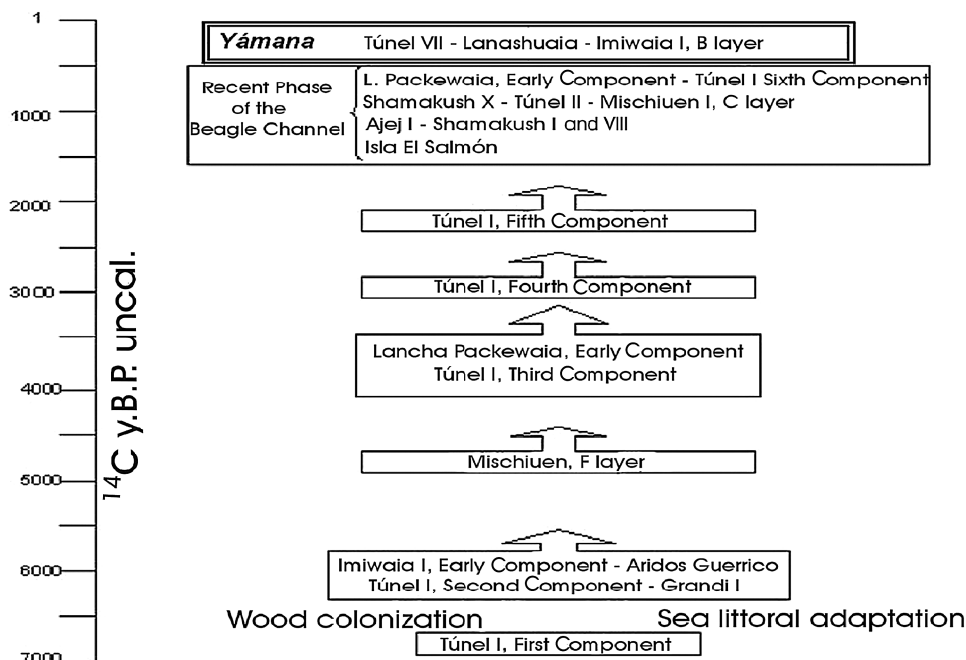 1
Yámana Túnel VII - Lanashuaia - Imiwaia I, B layer
Recent Phase
of the
Beagle Channel
L. Packewaia, Early Component - Túnel I Sixth Component
Shamakush X - Túnel II - Mischiuen I, C layer
Ajej I - Shamakush I and VIII
Isla El Salmón
1000
2000
Túnel I, Fifth Component
3000
Túnel I, Fourth Component
Lancha Packewaia, Early Component
Túnel I, Third Component
4000
14C y.B.P. uncal.
Mischiuen, F layer
5000
Imiwaia I, Early Component - Aridos Guerrico
Túnel I, Second Component - Grandi I
6000
Wood colonization Sea littoral adaptation
Túnel I, First Component
7000